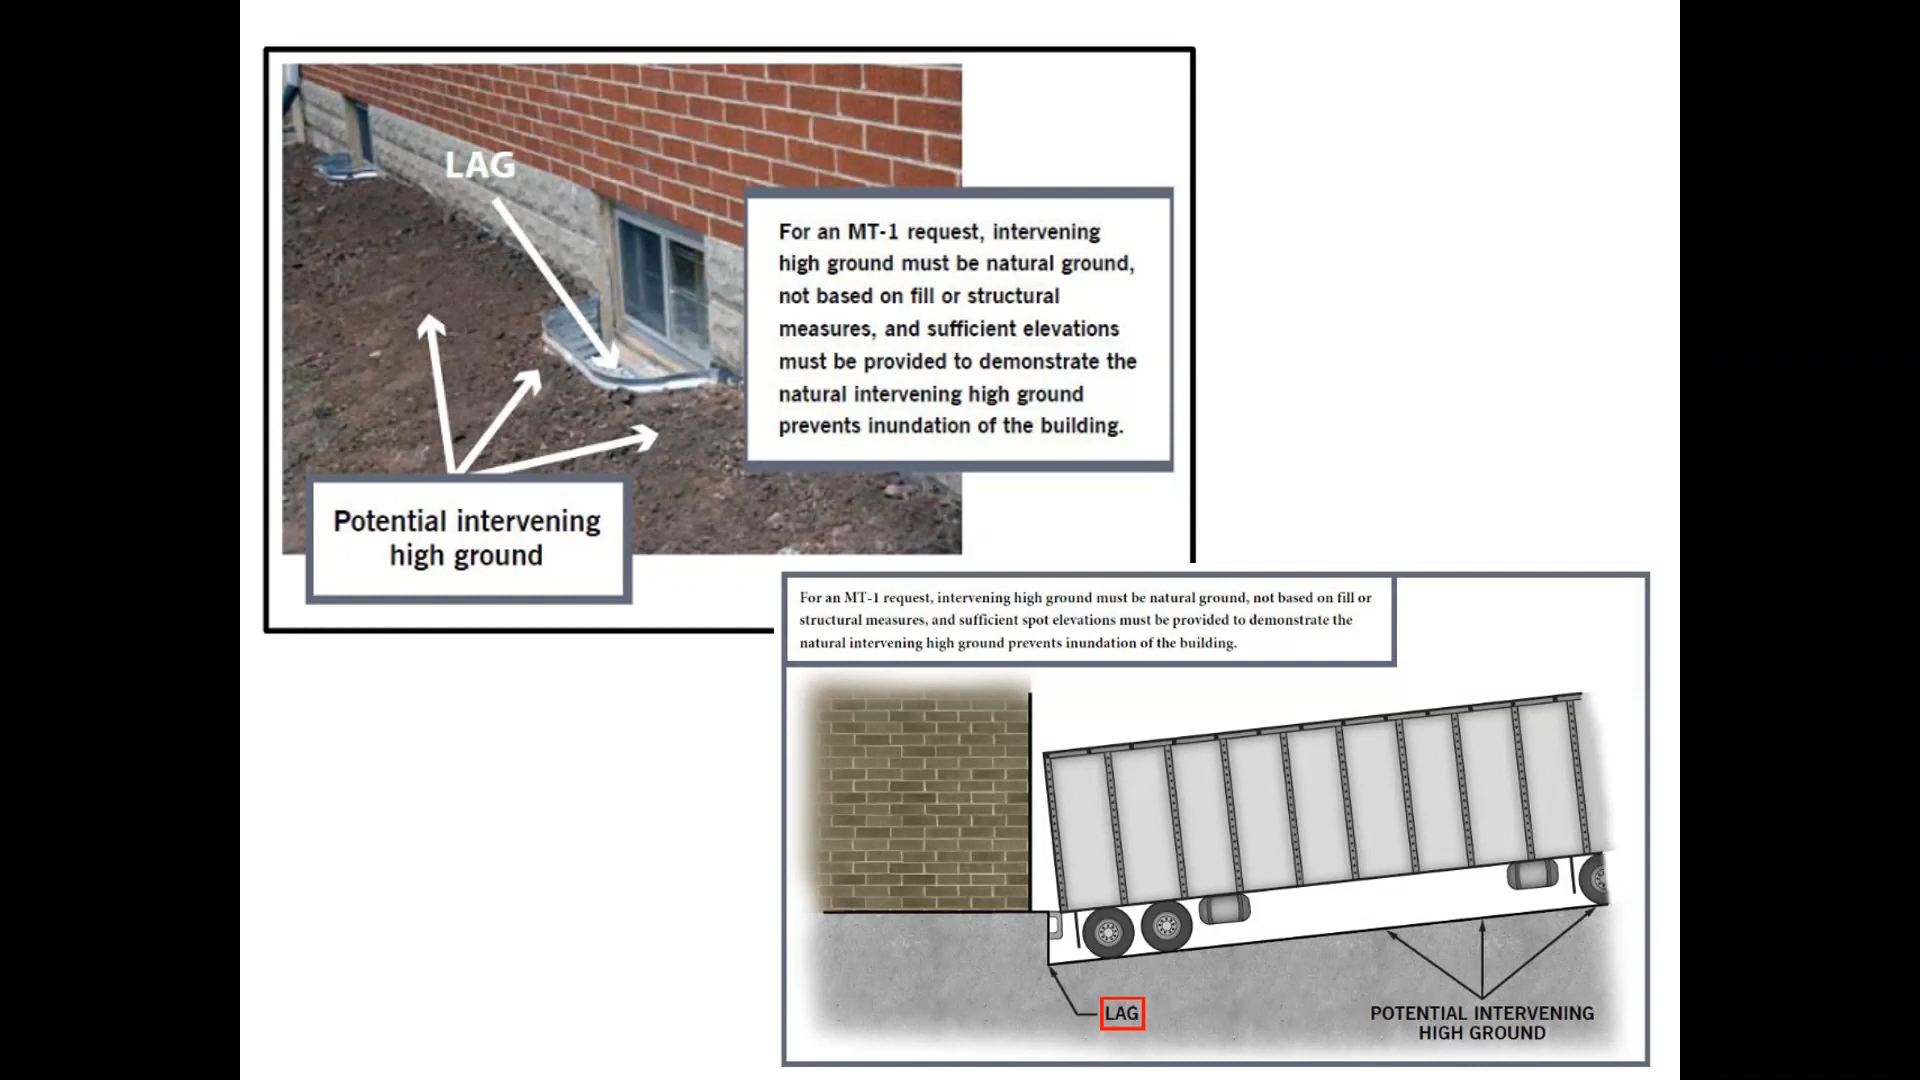 LAG
For an MT-1 request, intervening
high ground must be natural ground,
not based on fill or structural
measures, and sufficient elevations
must be provided to demonstrate the
natural intervening high ground
prevents inundation of the building.
Potential intervening
high ground
For an MT-1 request, intervening high ground must be natural ground, not based on fill or
structural measures, and sufficient spot elevations must be provided to demonstrate the
natural intervening high ground prevents inundation of the building.
LAG
POTENTIAL INTERVENING
HIGH GROUND